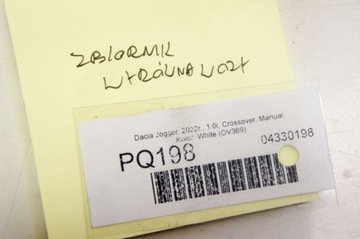 ZBIORNIK
WYRÓWNAWCZY
Dacia Jogger, 2022r., 1.0i, Crossover, Manual,
Kolor: White (OV369)
PQ198
04330198